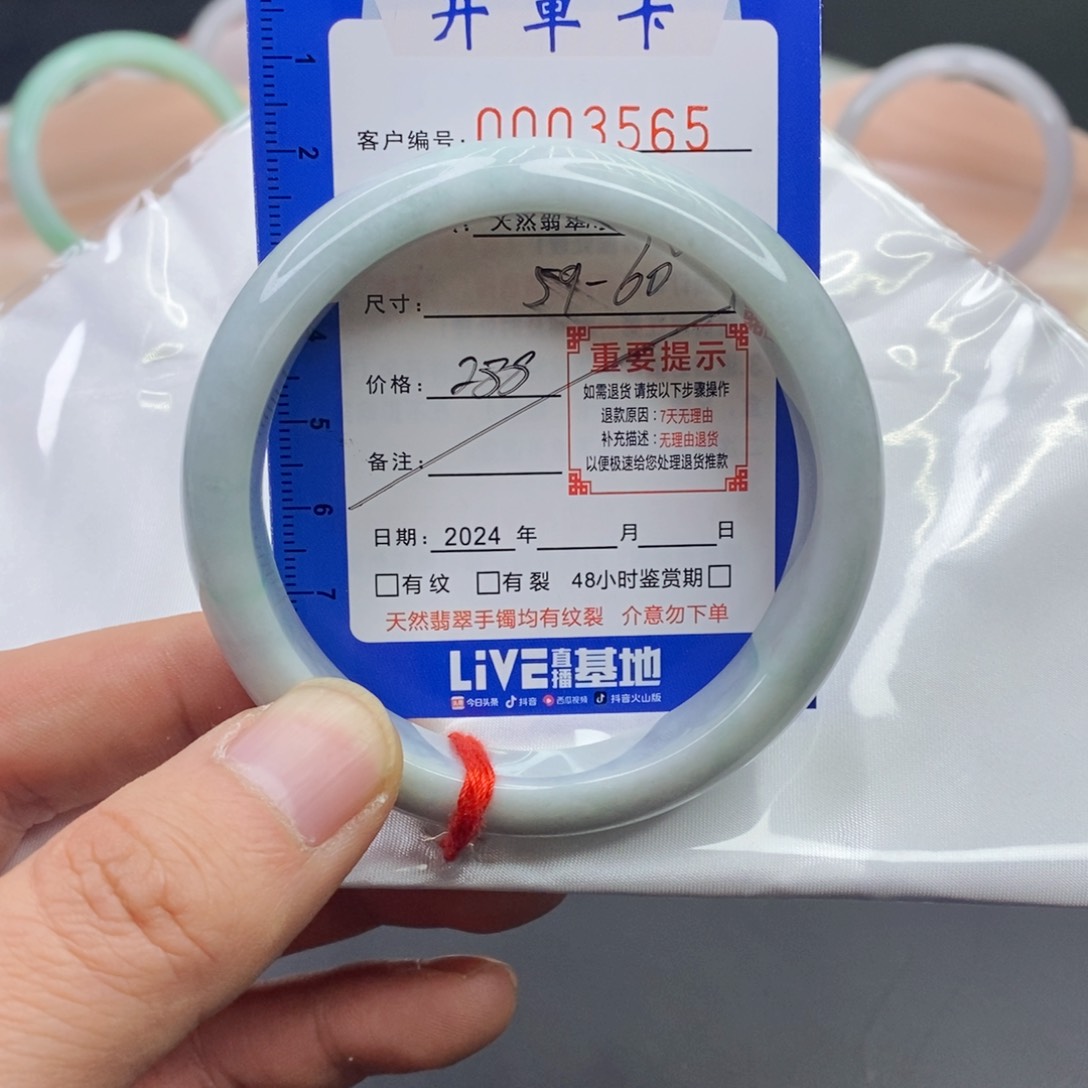 开单卡
1
客户编号:0003565
2
天然翡翠
尺寸: 59-60
4
重要提示
价格:
如需退货 请按以下步骤操作
退款原因:7天无理由
5
补充描述:无理由退货
备注:
以便极速给您处理退货推款
6
日期: 2024 年 月 日
□有纹 □有裂 48小时鉴赏期□
7
天然翡翠手镯均有纹裂 介意勿下单
LiVE直播基地
今日头条 抖音 西瓜视频 抖音火山版